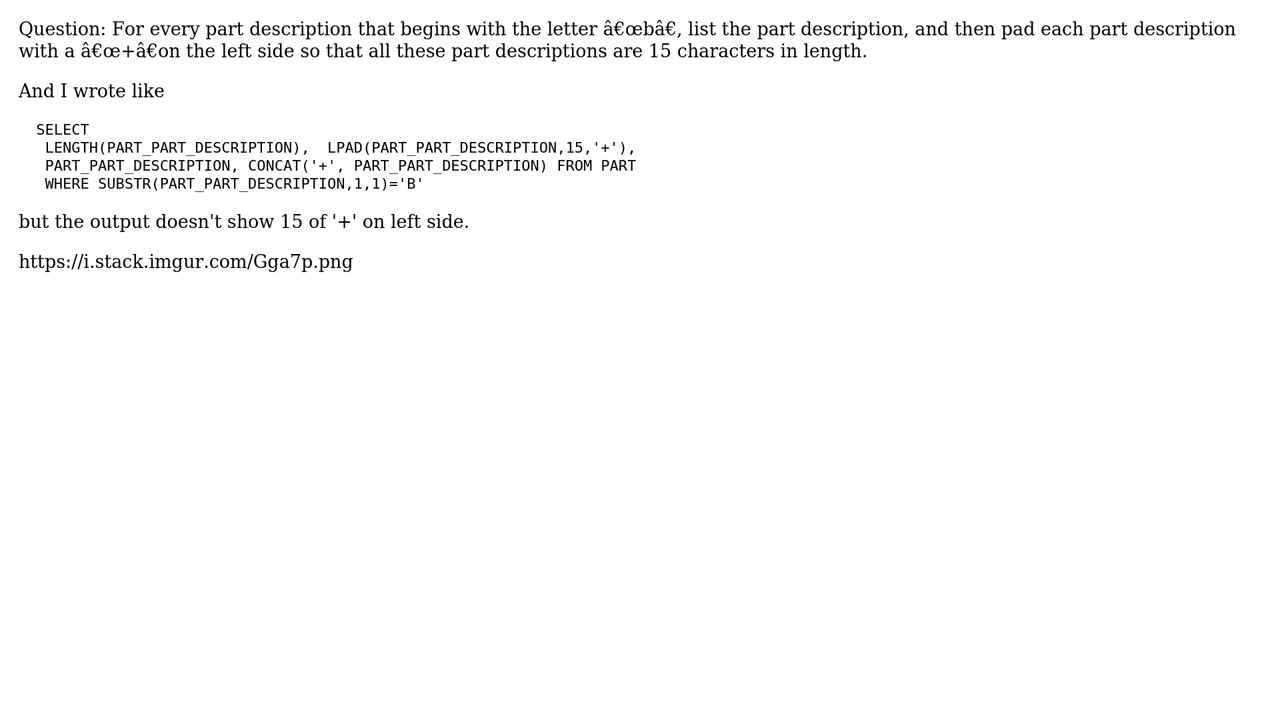 Question: For every part description that begins with the letter â€œbâ€, list the part description, and then pad each part description
with a â€œ+â€on the left side so that all these part descriptions are 15 characters in length.
And I wrote like
SELECT
LENGTH(PART_PART_DESCRIPTION),  LPAD(PART_PART_DESCRIPTION,15,'+'),
PART_PART_DESCRIPTION, CONCAT('+', PART_PART_DESCRIPTION) FROM PART
WHERE SUBSTR(PART_PART_DESCRIPTION,1,1)='B'
but the output doesn't show 15 of '+' on left side.
https://i.stack.imgur.com/Gga7p.png